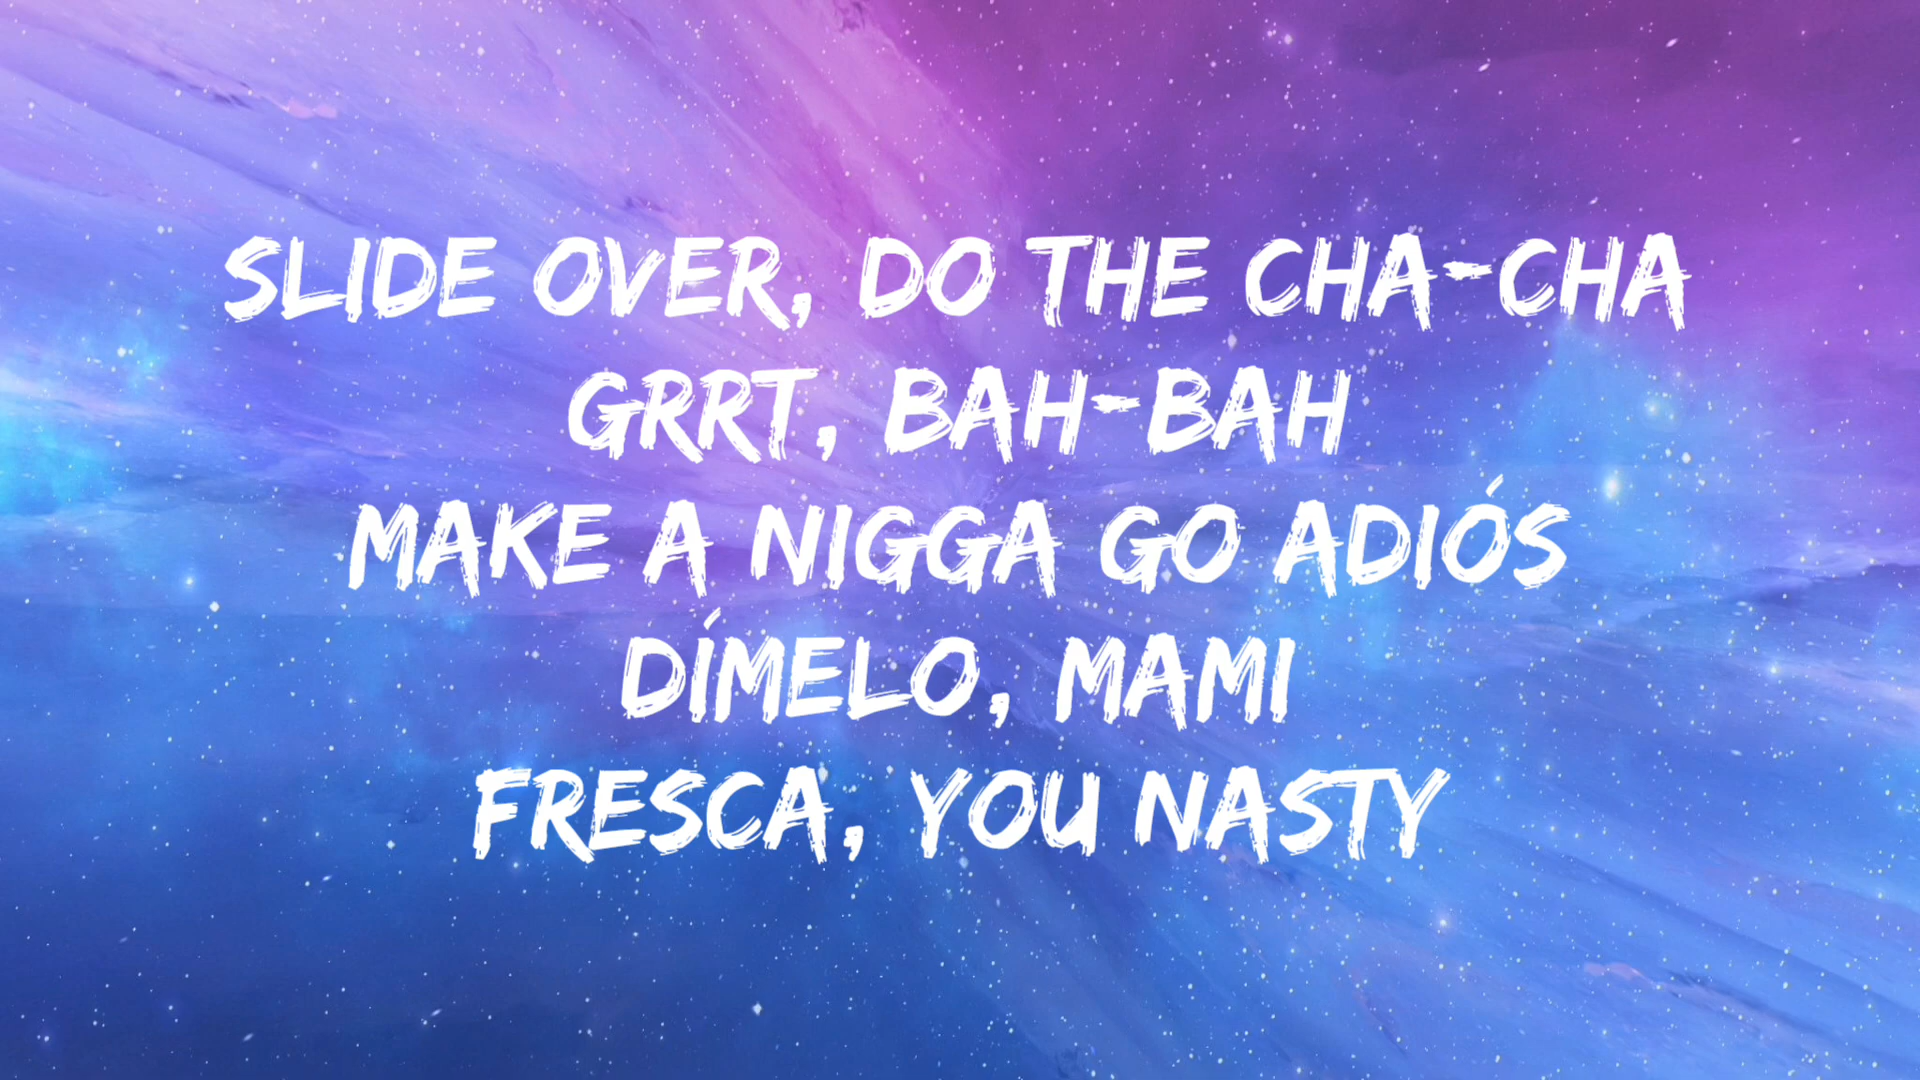 SLIDE OVER, DO THE CHA-CHA
GRRT, BAH-BAH
MAKE A NIGGA GO ADIÓS
DÍMELO, MAMI
FRESCA, YOU NASTY